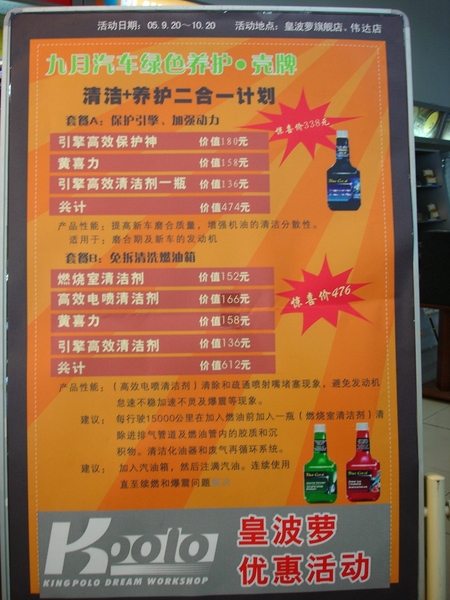 活动日期：05.9.20～10.20　活动地点：皇波萝旗舰店、伟达店
九月汽车绿色养护·壳牌
清洁+养护二合一计划
套餐A：保护引擎、加强动力
惊喜价338元
引擎高效保护神 价值180元
黄喜力 价值158元
引擎高效清洁剂一瓶 价值136元
共计 价值474元
产品性能：提高新车磨合质量，增强机油的清洁分散性。
适用于：磨合期及新车的发动机
套餐B：免拆清洗燃油箱
燃烧室清洁剂 价值152元
高效电喷清洁剂 价值166元
惊喜价476
黄喜力 价值158元
引擎高效清洁剂 价值136元
共计 价值612元
产品性能：（高效电喷清洁剂）清除和疏通喷射嘴堵塞现象，避免发动机
怠速不稳加速不灵及爆震等现象。
建议：每行驶15000公里在加入燃油前加入一瓶（燃烧室清洁剂）清
除进排气管道及燃油管内的胶质和沉
积物。清洁化油器和废气再循环系统。
建议：加入汽油箱，然后注满汽油。连续使用
直至续燃和爆震问题
Kpolo
KINGPOLO DREAM WORKSHOP
皇波萝
优惠活动